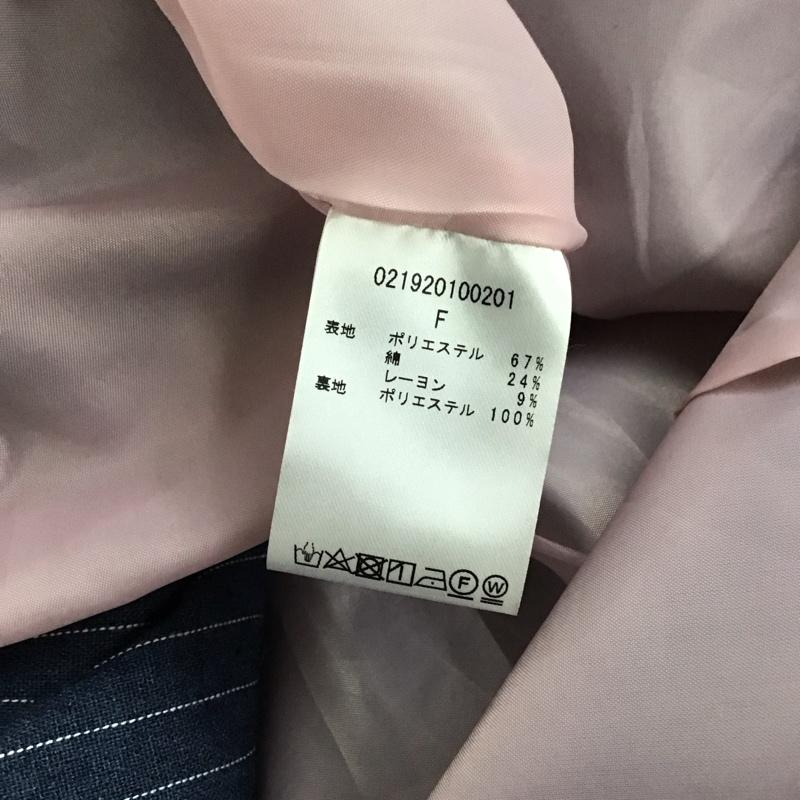 021920100201
F
表地 ポリエステル 67%
綿 24%
レーヨン 9%
裏地 ポリエステル 100%
F W